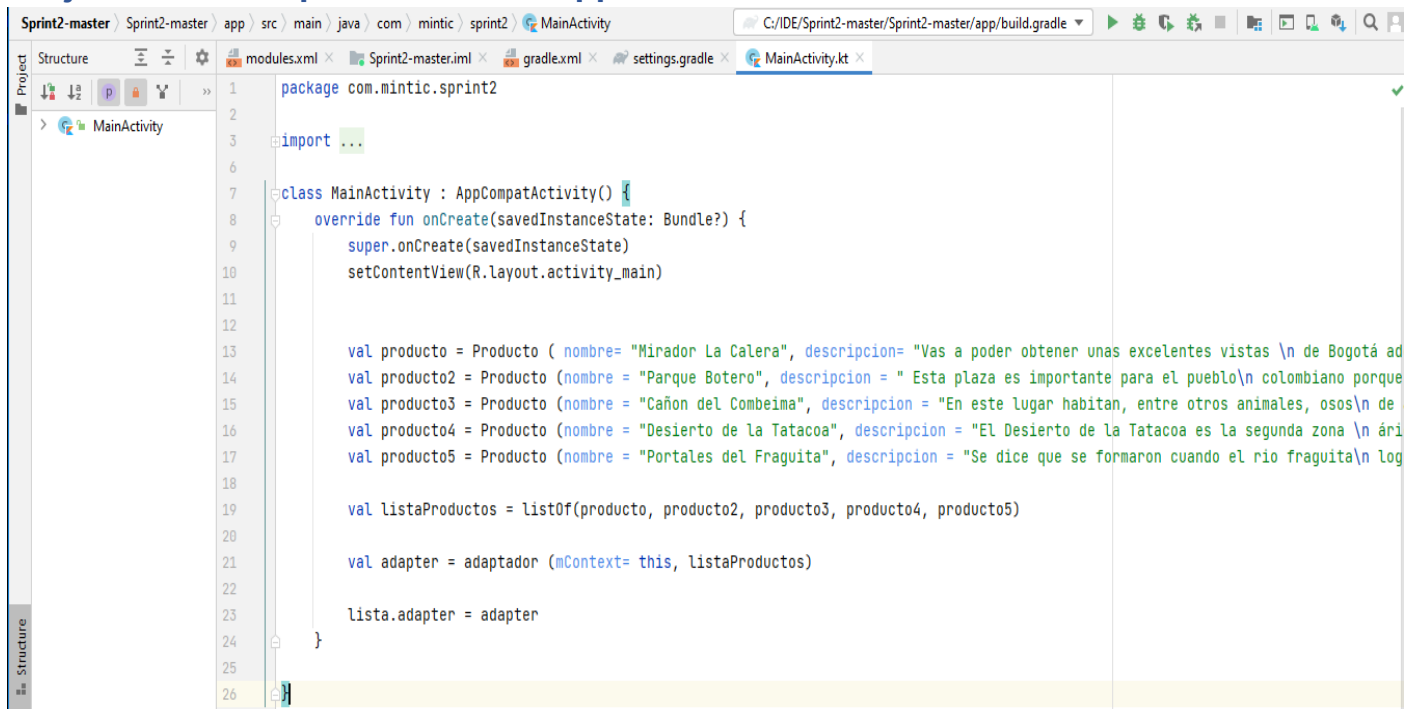 Sprint2-master › Sprint2-master › app › src › main › java › com › mintic › sprint2 › MainActivity
C:/IDE/Sprint2-master/Sprint2-master/app/build.gradle
Project
Structure
modules.xml
Sprint2-master.iml
gradle.xml
settings.gradle
MainActivity.kt
MainActivity
1 package com.mintic.sprint2
2
3 import ...
6
7 class MainActivity : AppCompatActivity() {
8 override fun onCreate(savedInstanceState: Bundle?) {
9 super.onCreate(savedInstanceState)
10 setContentView(R.layout.activity_main)
11
12
13 val producto = Producto ( nombre= "Mirador La Calera", descripcion= "Vas a poder obtener unas excelentes vistas \n de Bogotá ad
14 val producto2 = Producto (nombre = "Parque Botero", descripcion = " Esta plaza es importante para el pueblo\n colombiano porque
15 val producto3 = Producto (nombre = "Cañon del Combeima", descripcion = "En este lugar habitan, entre otros animales, osos\n de
16 val producto4 = Producto (nombre = "Desierto de la Tatacoa", descripcion = "El Desierto de la Tatacoa es la segunda zona \n ári
17 val producto5 = Producto (nombre = "Portales del Fraguita", descripcion = "Se dice que se formaron cuando el rio fraguita\n log
18
19 val listaProductos = listOf(producto, producto2, producto3, producto4, producto5)
20
21 val adapter = adaptador (mContext= this, listaProductos)
22
23 lista.adapter = adapter
24 }
25
26 }
Structure